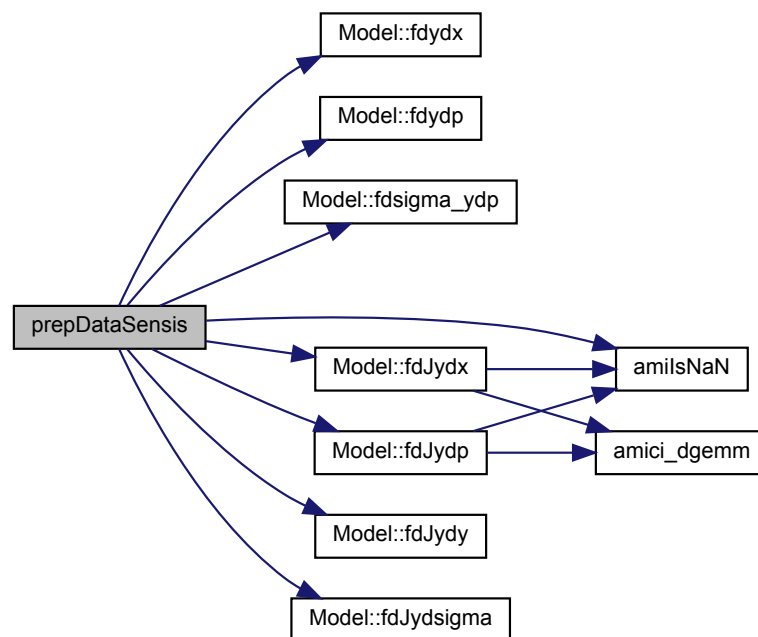 Model::fdydx
Model::fdydp
Model::fdsigma_ydp
prepDataSensis
Model::fdJydx
amiIsNaN
Model::fdJydp
amici_dgemm
Model::fdJydy
Model::fdJydsigma